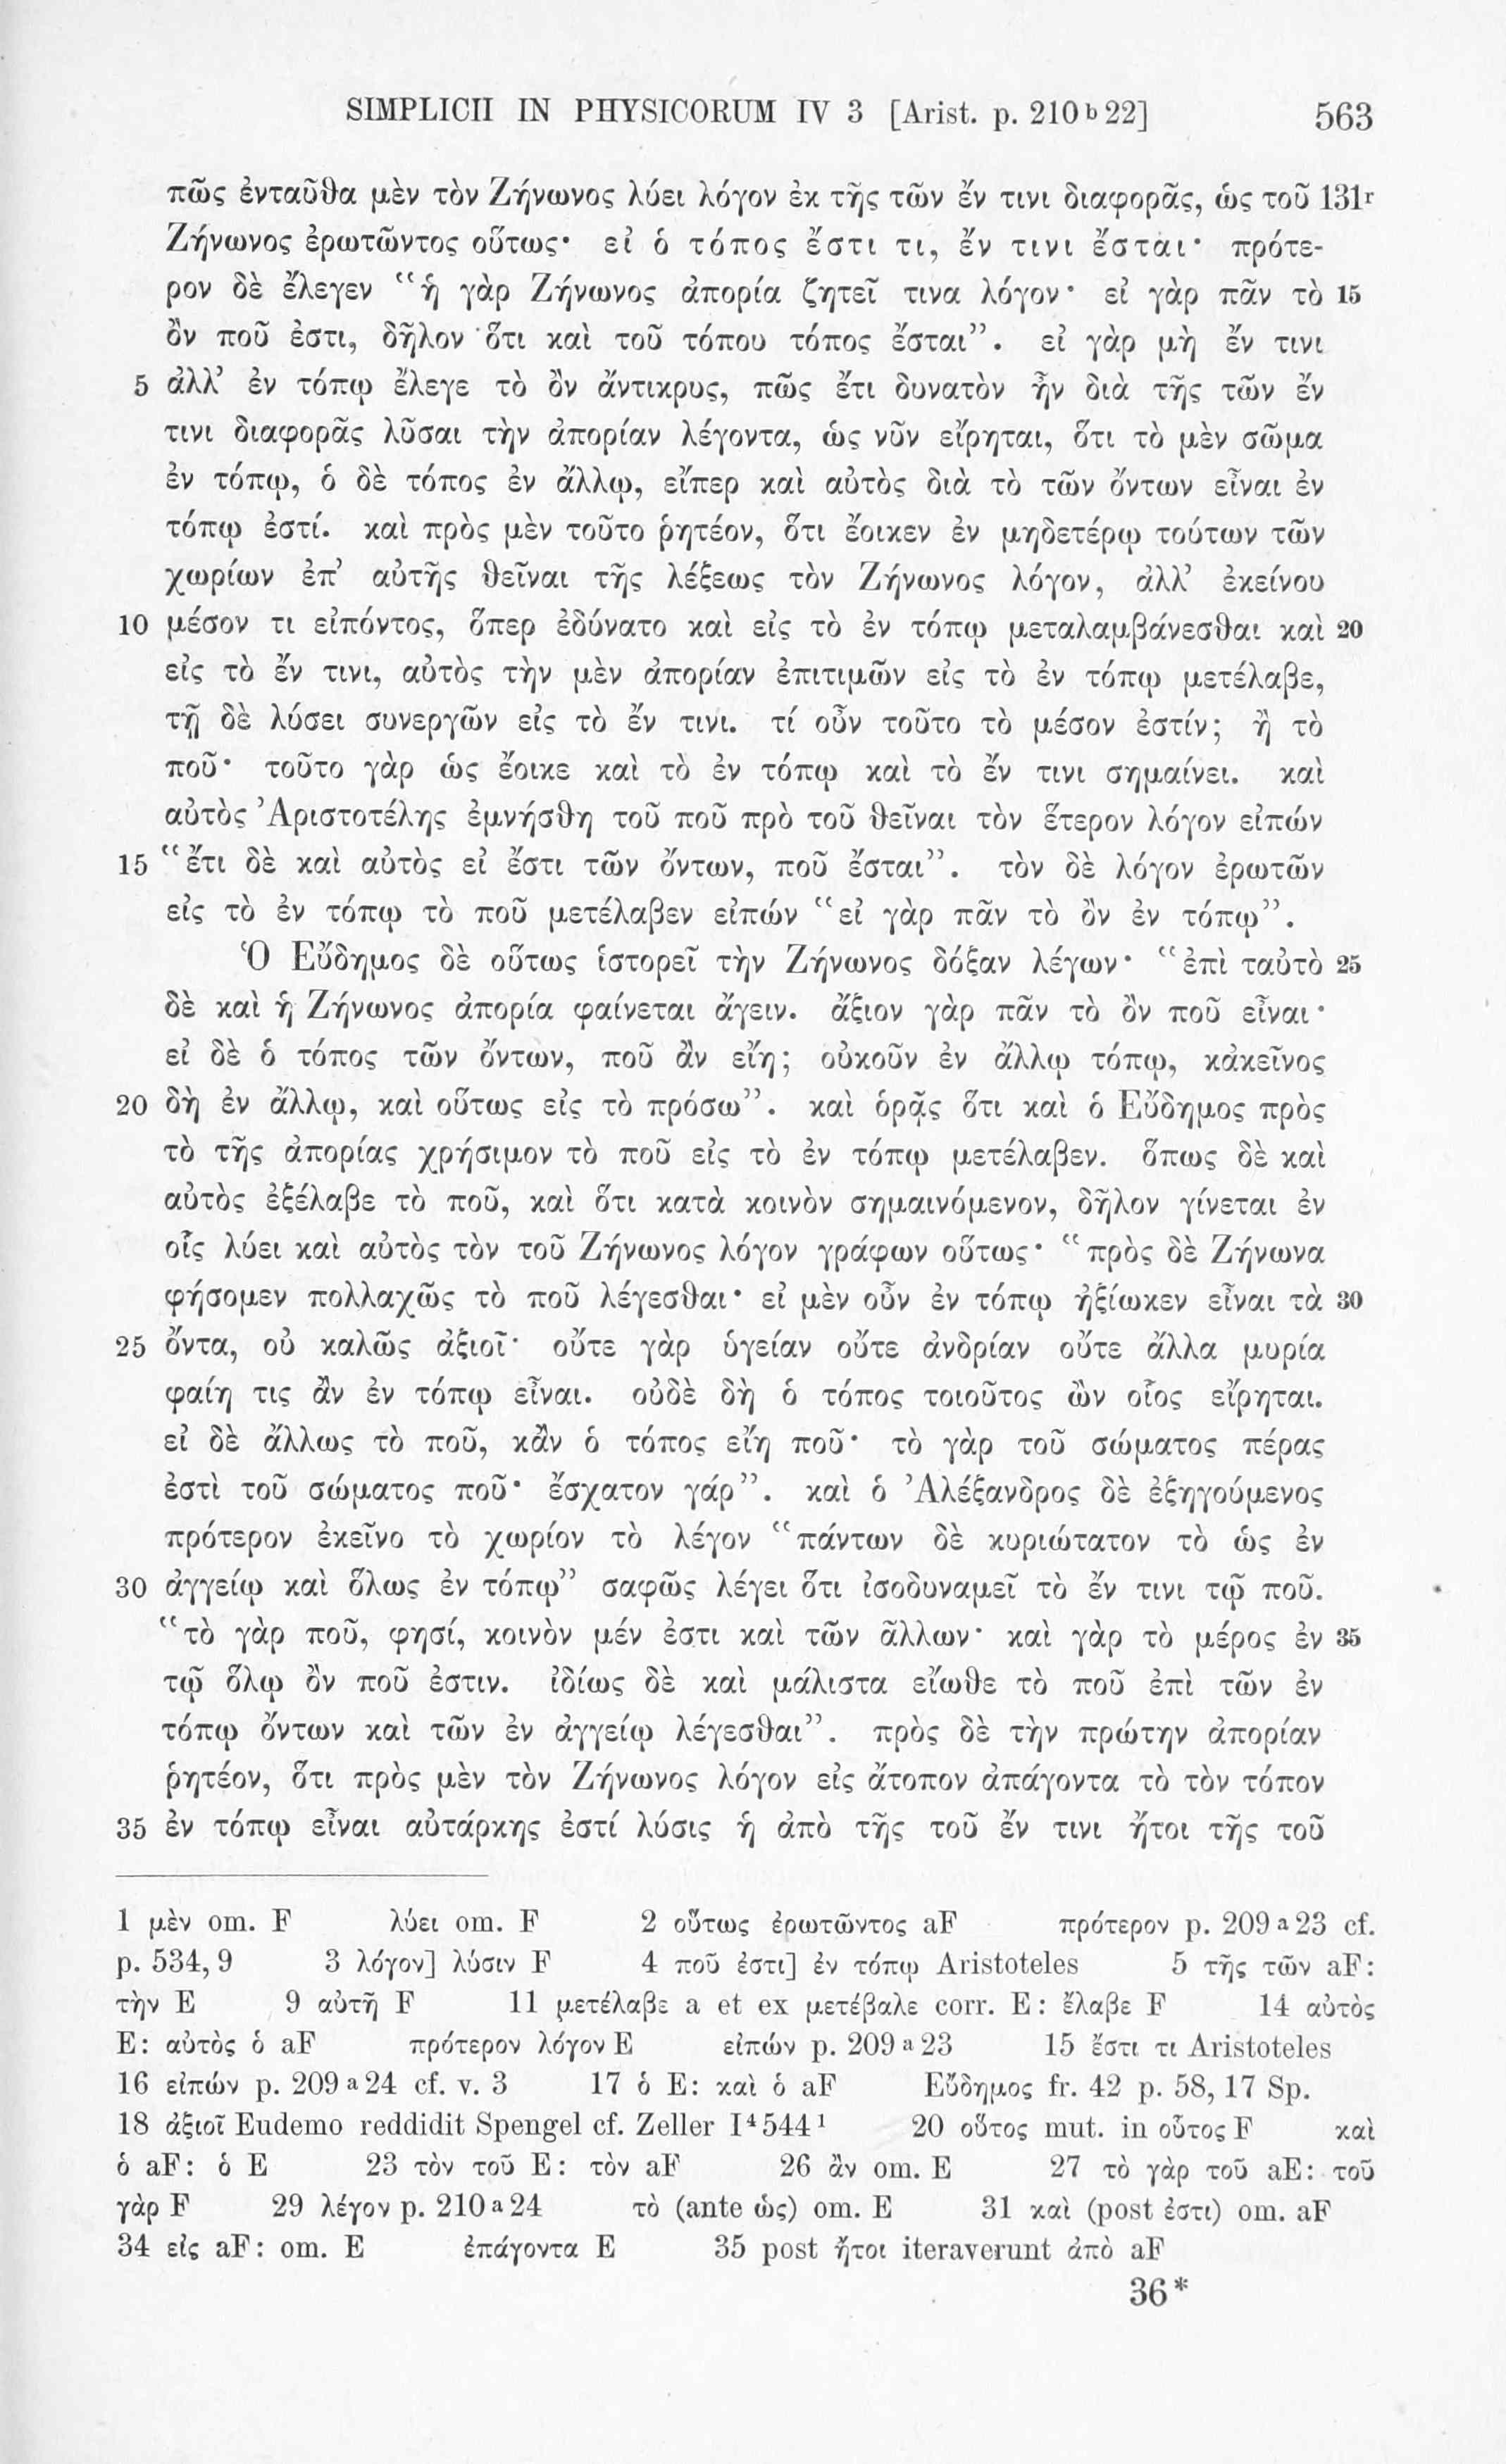 SIMPLICII IN PHYSICORUM IV 3 [Arist. p. 210 b 22] 563
πῶς ἐνταῦθα μὲν τὸν Ζήνωνος λύει λόγον ἐκ τῆς τῶν ἔν τινι διαφορᾶς, ὡς τοῦ 131r
Ζήνωνος ἐρωτῶντος οὕτως· εἰ ὁ τόπος ἔστι τι, ἔν τινι ἔσται· πρότε-
ρον δὲ ἔλεγεν “ἡ γὰρ Ζήνωνος ἀπορία ζητεῖ τινα λόγον· εἰ γὰρ πᾶν τὸ 15
ὂν ποῦ ἐστι, δῆλον ὅτι καὶ τοῦ τόπου τόπος ἔσται”. εἰ γὰρ μὴ ἔν τινι
5 ἀλλ’ ἐν τόπῳ ἔλεγε τὸ ὂν ἄντικρυς, πῶς ἔτι δυνατὸν ἦν διὰ τῆς τῶν ἔν
τινι διαφορᾶς λῦσαι τὴν ἀπορίαν λέγοντα, ὡς νῦν εἴρηται, ὅτι τὸ μὲν σῶμα
ἐν τόπῳ, ὁ δὲ τόπος ἐν ἄλλῳ, εἴπερ καὶ αὐτὸς διὰ τὸ τῶν ὄντων εἶναι ἐν
τόπῳ ἐστί. καὶ πρὸς μὲν τοῦτο ῥητέον, ὅτι ἔοικεν ἐν μηδετέρῳ τούτων τῶν
χωρίων ἐπ’ αὐτῆς θεῖναι τῆς λέξεως τὸν Ζήνωνος λόγον, ἀλλ’ ἐκείνου
10 μέσον τι εἰπόντος, ὅπερ ἐδύνατο καὶ εἰς τὸ ἐν τόπῳ μεταλαμβάνεσθαι καὶ 20
εἰς τὸ ἔν τινι, αὐτὸς τὴν μὲν ἀπορίαν ἐπιτιμῶν εἰς τὸ ἐν τόπῳ μετέλαβε,
τῇ δὲ λύσει συνεργῶν εἰς τὸ ἔν τινι. τί οὖν τοῦτο τὸ μέσον ἐστίν; ἢ τὸ
ποῦ· τοῦτο γὰρ ὡς ἔοικε καὶ τὸ ἐν τόπῳ καὶ τὸ ἔν τινι σημαίνει. καὶ
αὐτὸς Ἀριστοτέλης ἐμνήσθη τοῦ ποῦ πρὸ τοῦ θεῖναι τὸν ἕτερον λόγον εἰπών
15 “ἔτι δὲ καὶ αὐτὸς εἰ ἔστι τῶν ὄντων, ποῦ ἔσται”. τὸν δὲ λόγον ἐρωτῶν
εἰς τὸ ἐν τόπῳ τὸ ποῦ μετέλαβεν εἰπών “εἰ γὰρ πᾶν τὸ ὂν ἐν τόπῳ”.
Ὁ Εὔδημος δὲ οὕτως ἱστορεῖ τὴν Ζήνωνος δόξαν λέγων· “ἐπὶ ταὐτὸ 25
δὲ καὶ ἡ Ζήνωνος ἀπορία φαίνεται ἄγειν. ἄξιον γὰρ πᾶν τὸ ὂν ποῦ εἶναι·
εἰ δὲ ὁ τόπος τῶν ὄντων, ποῦ ἂν εἴη; οὐκοῦν ἐν ἄλλῳ τόπῳ, κἀκεῖνος
20 δὴ ἐν ἄλλῳ, καὶ οὕτως εἰς τὸ πρόσω”. καὶ ὁρᾷς ὅτι καὶ ὁ Εὔδημος πρὸς
τὸ τῆς ἀπορίας χρήσιμον τὸ ποῦ εἰς τὸ ἐν τόπῳ μετέλαβεν. ὅπως δὲ καὶ
αὐτὸς ἐξέλαβε τὸ ποῦ, καὶ ὅτι κατὰ κοινὸν σημαινόμενον, δῆλον γίνεται ἐν
οἷς λύει καὶ αὐτὸς τὸν τοῦ Ζήνωνος λόγον γράφων οὕτως· “πρὸς δὲ Ζήνωνα
φήσομεν πολλαχῶς τὸ ποῦ λέγεσθαι· εἰ μὲν οὖν ἐν τόπῳ ἠξίωκεν εἶναι τὰ 30
25 ὄντα, οὐ καλῶς ἀξιοῖ· οὔτε γὰρ ὑγείαν οὔτε ἀνδρίαν οὔτε ἄλλα μυρία
φαίη τις ἂν ἐν τόπῳ εἶναι. οὐδὲ δὴ ὁ τόπος τοιοῦτος ὢν οἷος εἴρηται.
εἰ δὲ ἄλλως τὸ ποῦ, κἂν ὁ τόπος εἴη ποῦ· τὸ γὰρ τοῦ σώματος πέρας
ἐστὶ τοῦ σώματος ποῦ· ἔσχατον γάρ”. καὶ ὁ Ἀλέξανδρος δὲ ἐξηγούμενος
πρότερον ἐκεῖνο τὸ χωρίον τὸ λέγον “πάντων δὲ κυριώτατον τὸ ὡς ἐν
30 ἀγγείῳ καὶ ὅλως ἐν τόπῳ” σαφῶς λέγει ὅτι ἰσοδυναμεῖ τὸ ἔν τινι τῷ ποῦ.
“τὸ γὰρ ποῦ, φησί, κοινὸν μέν ἐστι καὶ τῶν ἄλλων· καὶ γὰρ τὸ μέρος ἐν 35
τῷ ὅλῳ ὂν ποῦ ἐστιν. ἰδίως δὲ καὶ μάλιστα εἴωθε τὸ ποῦ ἐπὶ τῶν ἐν
τόπῳ ὄντων καὶ τῶν ἐν ἀγγείῳ λέγεσθαι”. πρὸς δὲ τὴν πρώτην ἀπορίαν
ῥητέον, ὅτι πρὸς μὲν τὸν Ζήνωνος λόγον εἰς ἄτοπον ἀπάγοντα τὸ τὸν τόπον
35 ἐν τόπῳ εἶναι αὐτάρκης ἐστί λύσις ἡ ἀπὸ τῆς τοῦ ἔν τινι ἤτοι τῆς τοῦ
1 μὲν om. F λύει om. F 2 οὕτως ἐρωτῶντος aF πρότερον p. 209 a 23 cf.
p. 534, 9 3 λόγον] λύσιν F 4 ποῦ ἐστι] ἐν τόπῳ Aristoteles 5 τῆς τῶν aF:
τὴν E 9 αὐτῇ F 11 μετέλαβε a et ex μετέβαλε corr. E: ἔλαβε F 14 αὐτὸς
E: αὐτὸς ὁ aF πρότερον λόγον E εἰπών p. 209 a 23 15 ἔστι τι Aristoteles
16 εἰπών p. 209 a 24 cf. v. 3 17 ὁ E: καὶ ὁ aF Εὔδημος fr. 42 p. 58, 17 Sp.
18 ἀξιοῖ Eudemo reddidit Spengel cf. Zeller I⁴ 544 ¹ 20 οὕτος mut. in οὗτος F καὶ
ὁ aF: ὁ E 23 τὸν τοῦ E: τὸν aF 26 ἂν om. E 27 τὸ γὰρ τοῦ aE: τοῦ
γὰρ F 29 λέγον p. 210 a 24 τὸ (ante ὡς) om. E 31 καὶ (post ἐστι) om. aF
34 εἰς aF: om. E ἐπάγοντα E 35 post ἤτοι iteraverunt ἀπὸ aF
36*